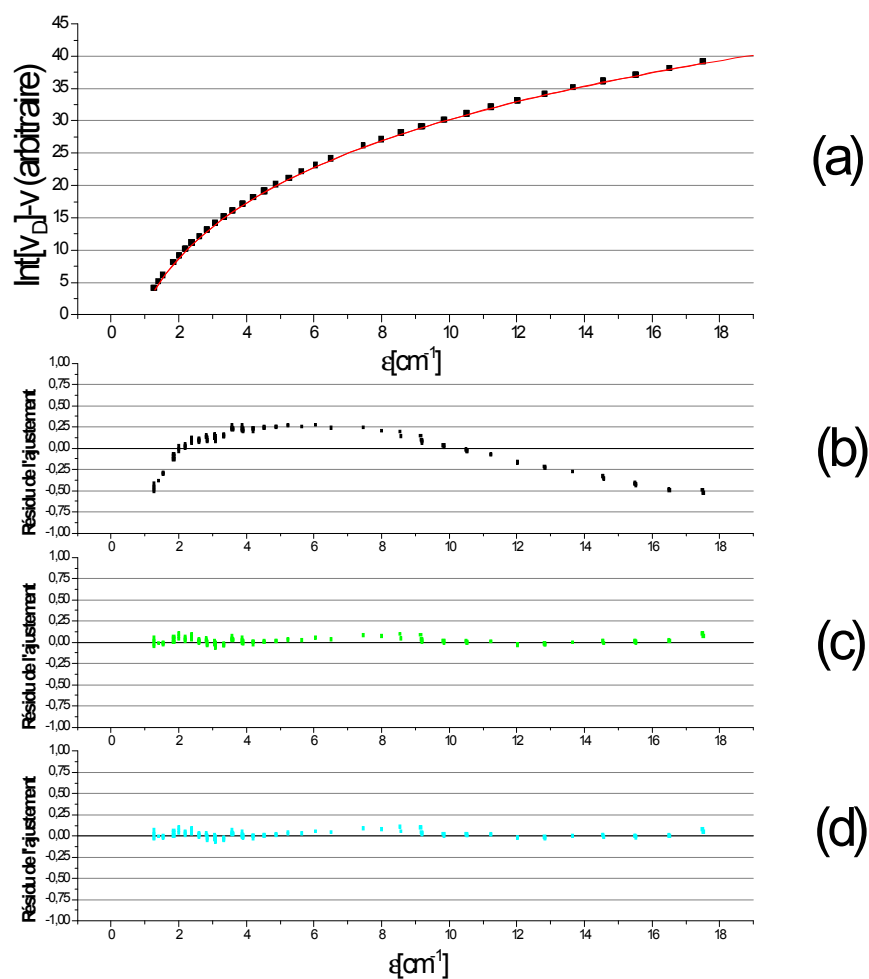 45
40
35
30
25
20
15
10
5
0
Int[v_D]-v (arbitraire)
(a)
0 2 4 6 8 10 12 14 16 18
ε[cm⁻¹]
1,00
0,75
0,50
0,25
0,00
-0,25
-0,50
-0,75
-1,00
Résidu de l'ajustement
(b)
0 2 4 6 8 10 12 14 16 18
1,00
0,75
0,50
0,25
0,00
-0,25
-0,50
-0,75
-1,00
Résidu de l'ajustement
(c)
0 2 4 6 8 10 12 14 16 18
1,00
0,75
0,50
0,25
0,00
-0,25
-0,50
-0,75
-1,00
Résidu de l'ajustement
(d)
0 2 4 6 8 10 12 14 16 18
ε[cm⁻¹]